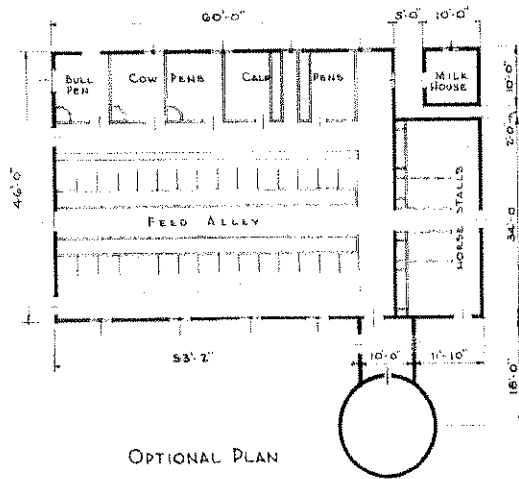 60'-0"
5'-0"
10'-0"
BULL PEN
COW PENS
CALF PENS
MILK HOUSE
10'-0"
2'-0"
46'-0"
FEED ALLEY
HORSE STALLS
34'-0
53'-2"
10'-0"
11'-10"
18'-0"
OPTIONAL PLAN